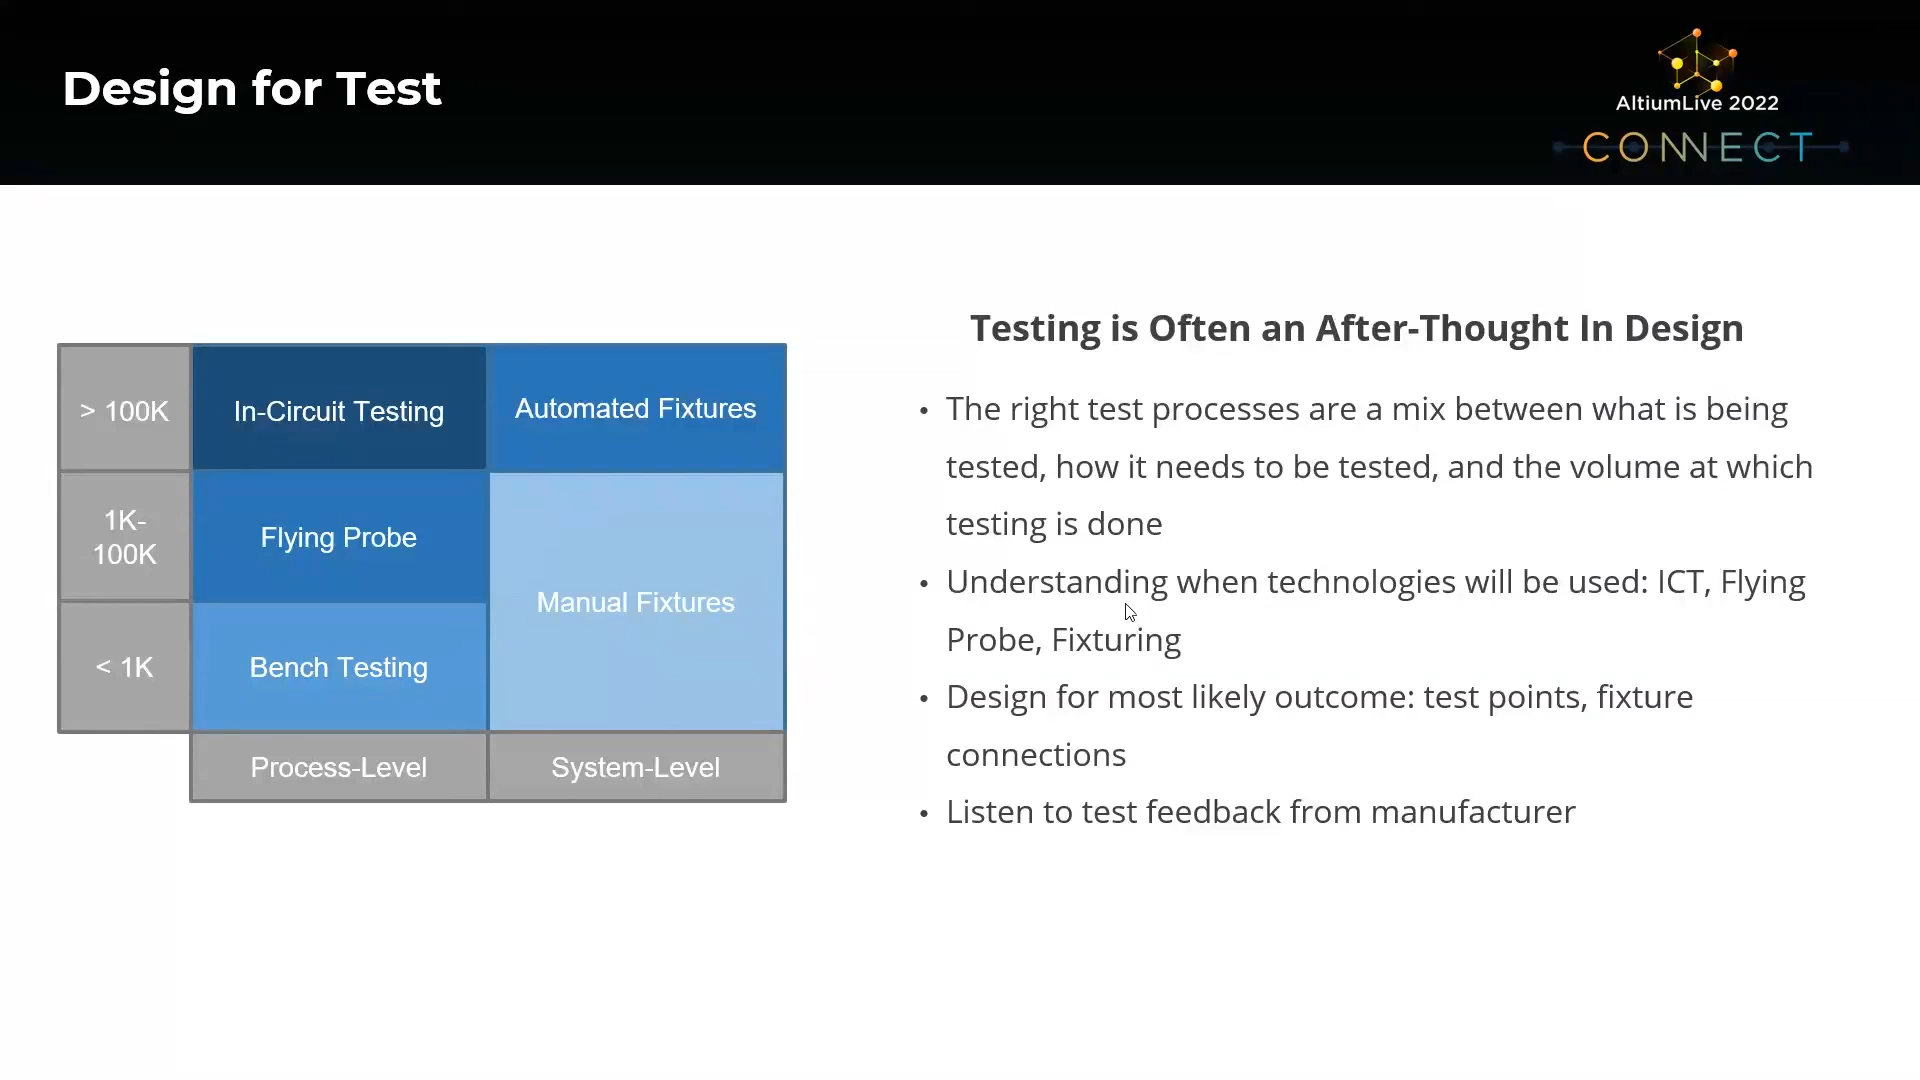 Design for Test
AltiumLive 2022
CONNECT
> 100K
In-Circuit Testing
Automated Fixtures
1K-
100K
Flying Probe
Manual Fixtures
< 1K
Bench Testing
Process-Level
System-Level
Testing is Often an After-Thought In Design
• The right test processes are a mix between what is being
tested, how it needs to be tested, and the volume at which
testing is done
• Understanding when technologies will be used: ICT, Flying
Probe, Fixturing
• Design for most likely outcome: test points, fixture
connections
• Listen to test feedback from manufacturer